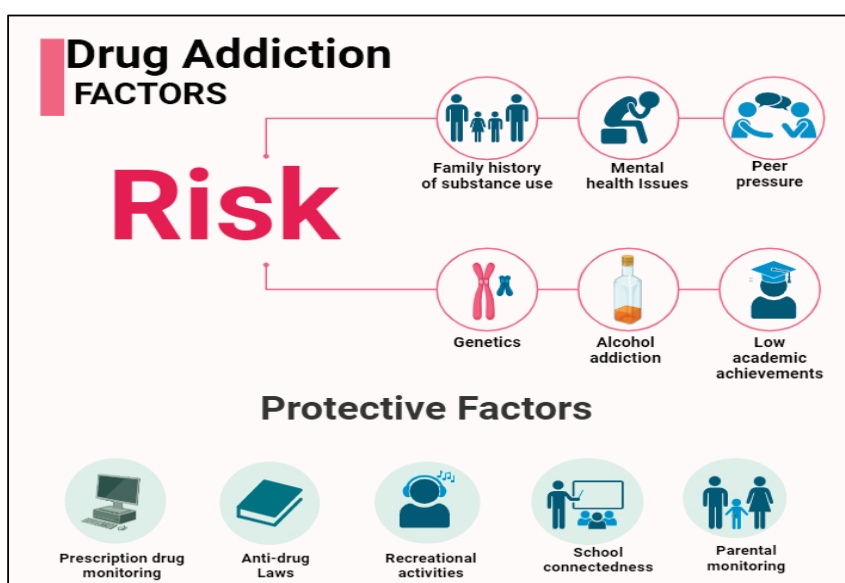 Drug Addiction
FACTORS
Risk
Family history
of substance use
Mental
health Issues
Peer
pressure
Genetics
Alcohol
addiction
Low
academic
achievements
Protective Factors
Prescription drug
monitoring
Anti-drug
Laws
Recreational
activities
School
connectedness
Parental
monitoring